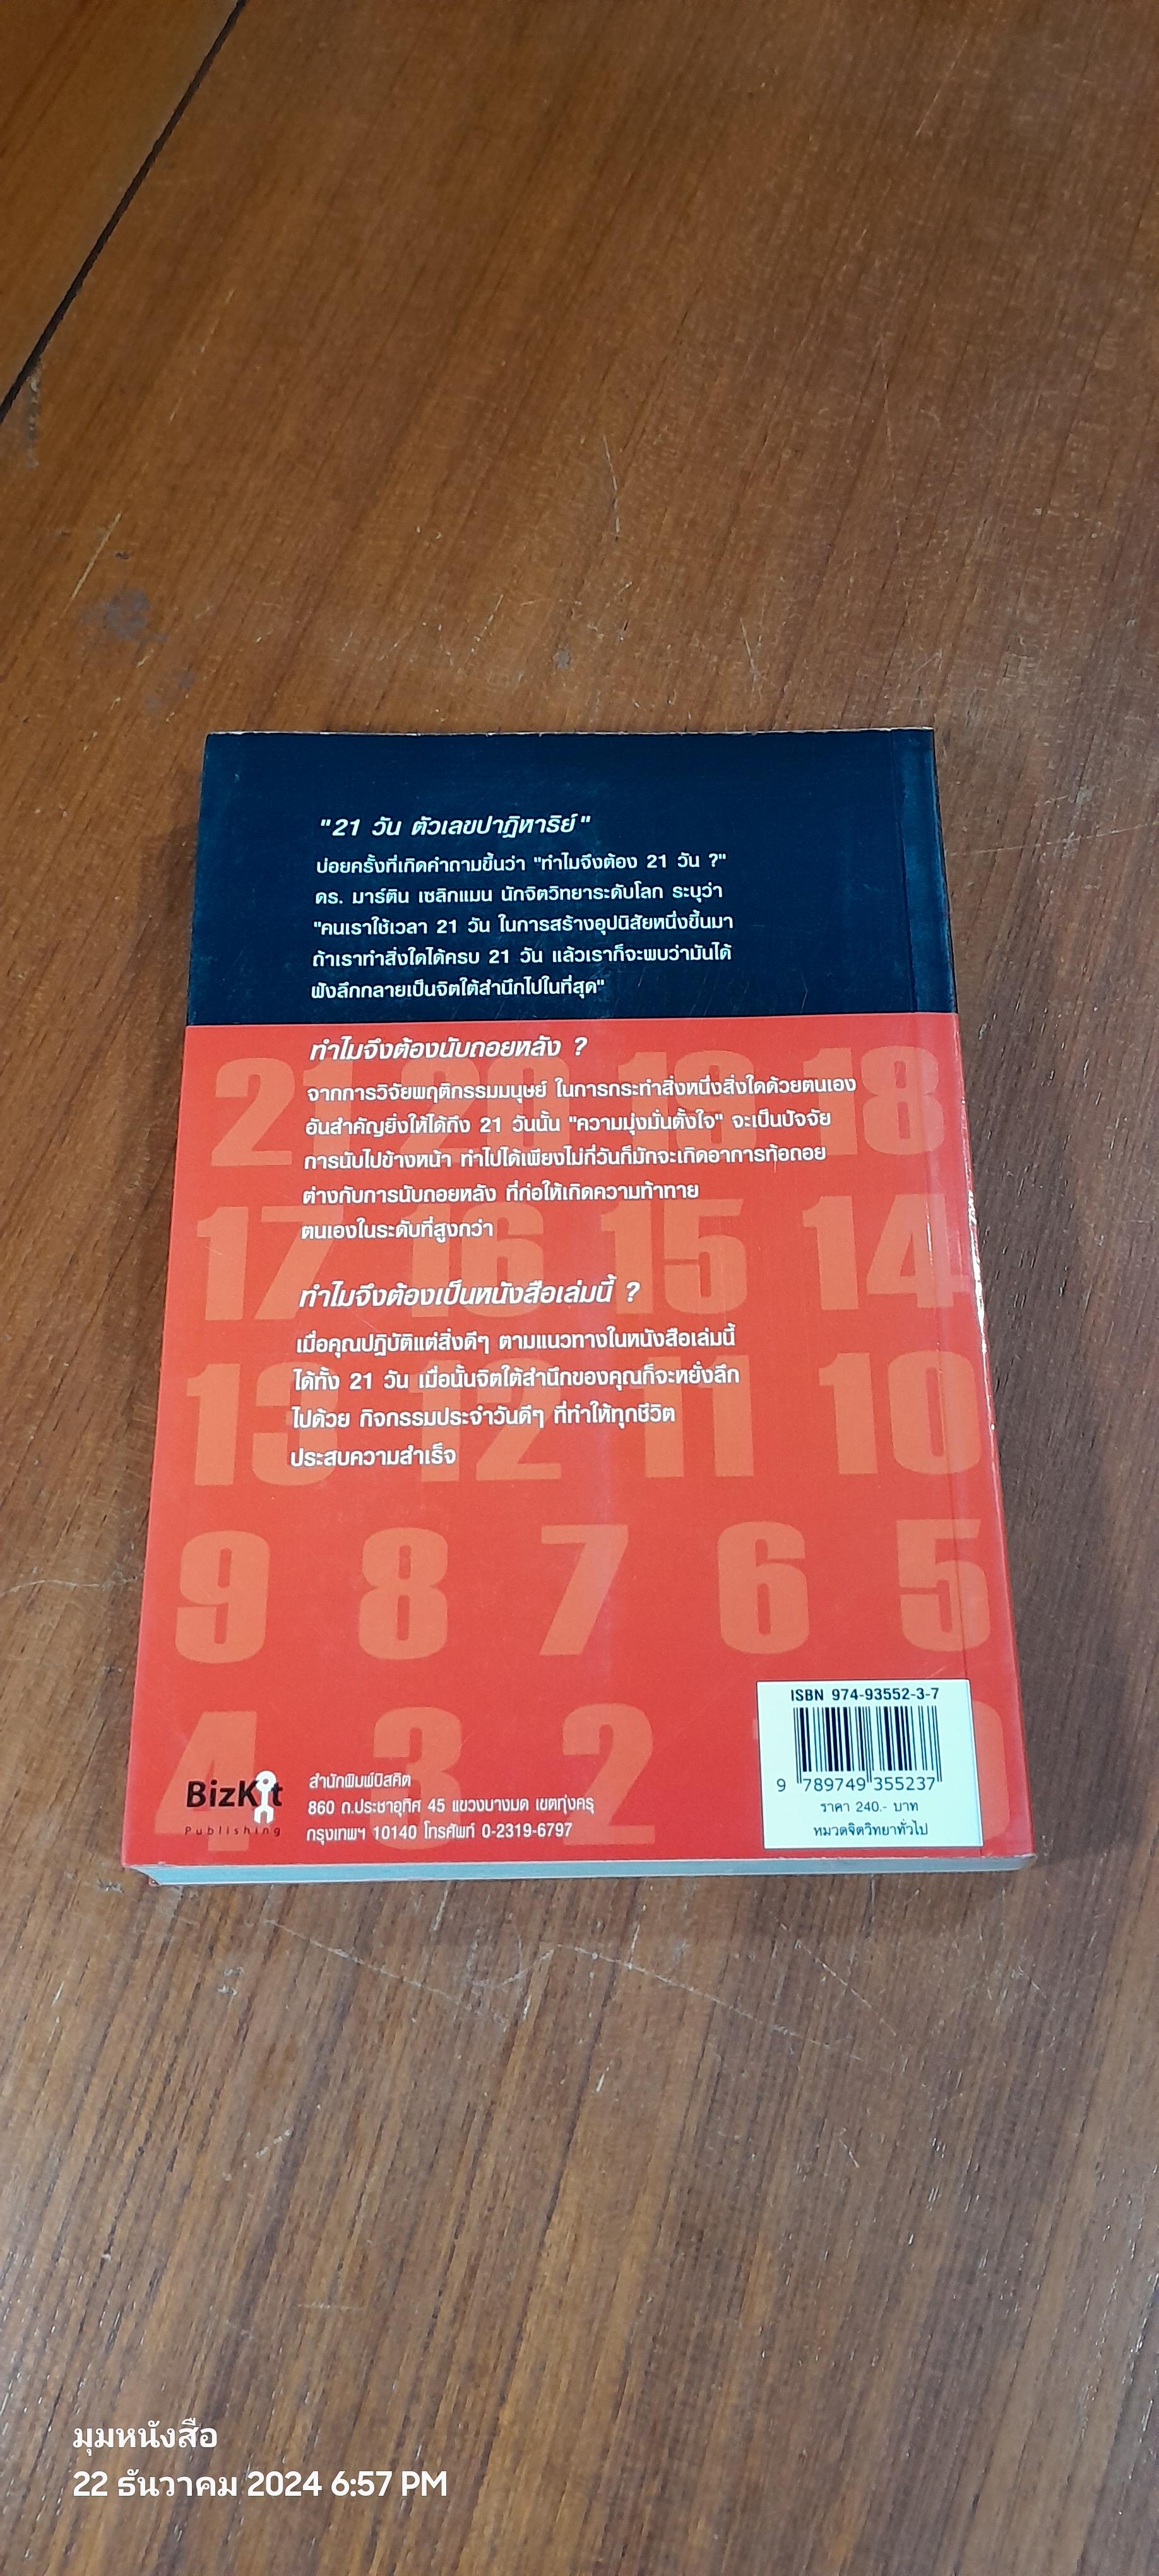 "21 วัน ตัวเลขปาฏิหาริย์"
บ่อยครั้งที่เกิดคำถามขึ้นว่า "ทำไมจึงต้อง 21 วัน ?"
ดร. มาร์ติน เซลิกแมน นักจิตวิทยาระดับโลก ระบุว่า
"คนเราใช้เวลา 21 วัน ในการสร้างอุปนิสัยหนึ่งขึ้นมา
ถ้าเราทำสิ่งใดได้ครบ 21 วัน แล้วเราก็จะพบว่ามันได้
ฝังลึกกลายเป็นจิตใต้สำนึกไปในที่สุด"
ทำไมจึงต้องนับถอยหลัง ?
จากการวิจัยพฤติกรรมมนุษย์ ในการกระทำสิ่งหนึ่งสิ่งใดด้วยตนเอง
อันสำคัญยิ่งให้ได้ถึง 21 วันนั้น "ความมุ่งมั่นตั้งใจ" จะเป็นปัจจัย
การนับไปข้างหน้า ทำไปได้เพียงไม่กี่วันก็มักจะเกิดอาการท้อถอย
ต่างกับการนับถอยหลัง ที่ก่อให้เกิดความท้าทาย
ตนเองในระดับที่สูงกว่า
ทำไมจึงต้องเป็นหนังสือเล่มนี้ ?
เมื่อคุณปฏิบัติแต่สิ่งดีๆ ตามแนวทางในหนังสือเล่มนี้
ได้ทั้ง 21 วัน เมื่อนั้นจิตใต้สำนึกของคุณก็จะหยั่งลึก
ไปด้วย กิจกรรมประจำวันดีๆ ที่ทำให้ทุกชีวิต
ประสบความสำเร็จ
21 20 19 18
17 16 15 14
13 12 11 10
9 8 7 6 5
4 3 2
ISBN 974-93552-3-7
9 789749 355237
ราคา 240.- บาท
หมวดจิตวิทยาทั่วไป
BizKit
Publishing
สำนักพิมพ์บิสคิต
860 ถ.ประชาอุทิศ 45 แขวงบางมด เขตทุ่งครุ
กรุงเทพฯ 10140 โทรศัพท์ 0-2319-6797
มุมหนังสือ
22 ธันวาคม 2024 6:57 PM